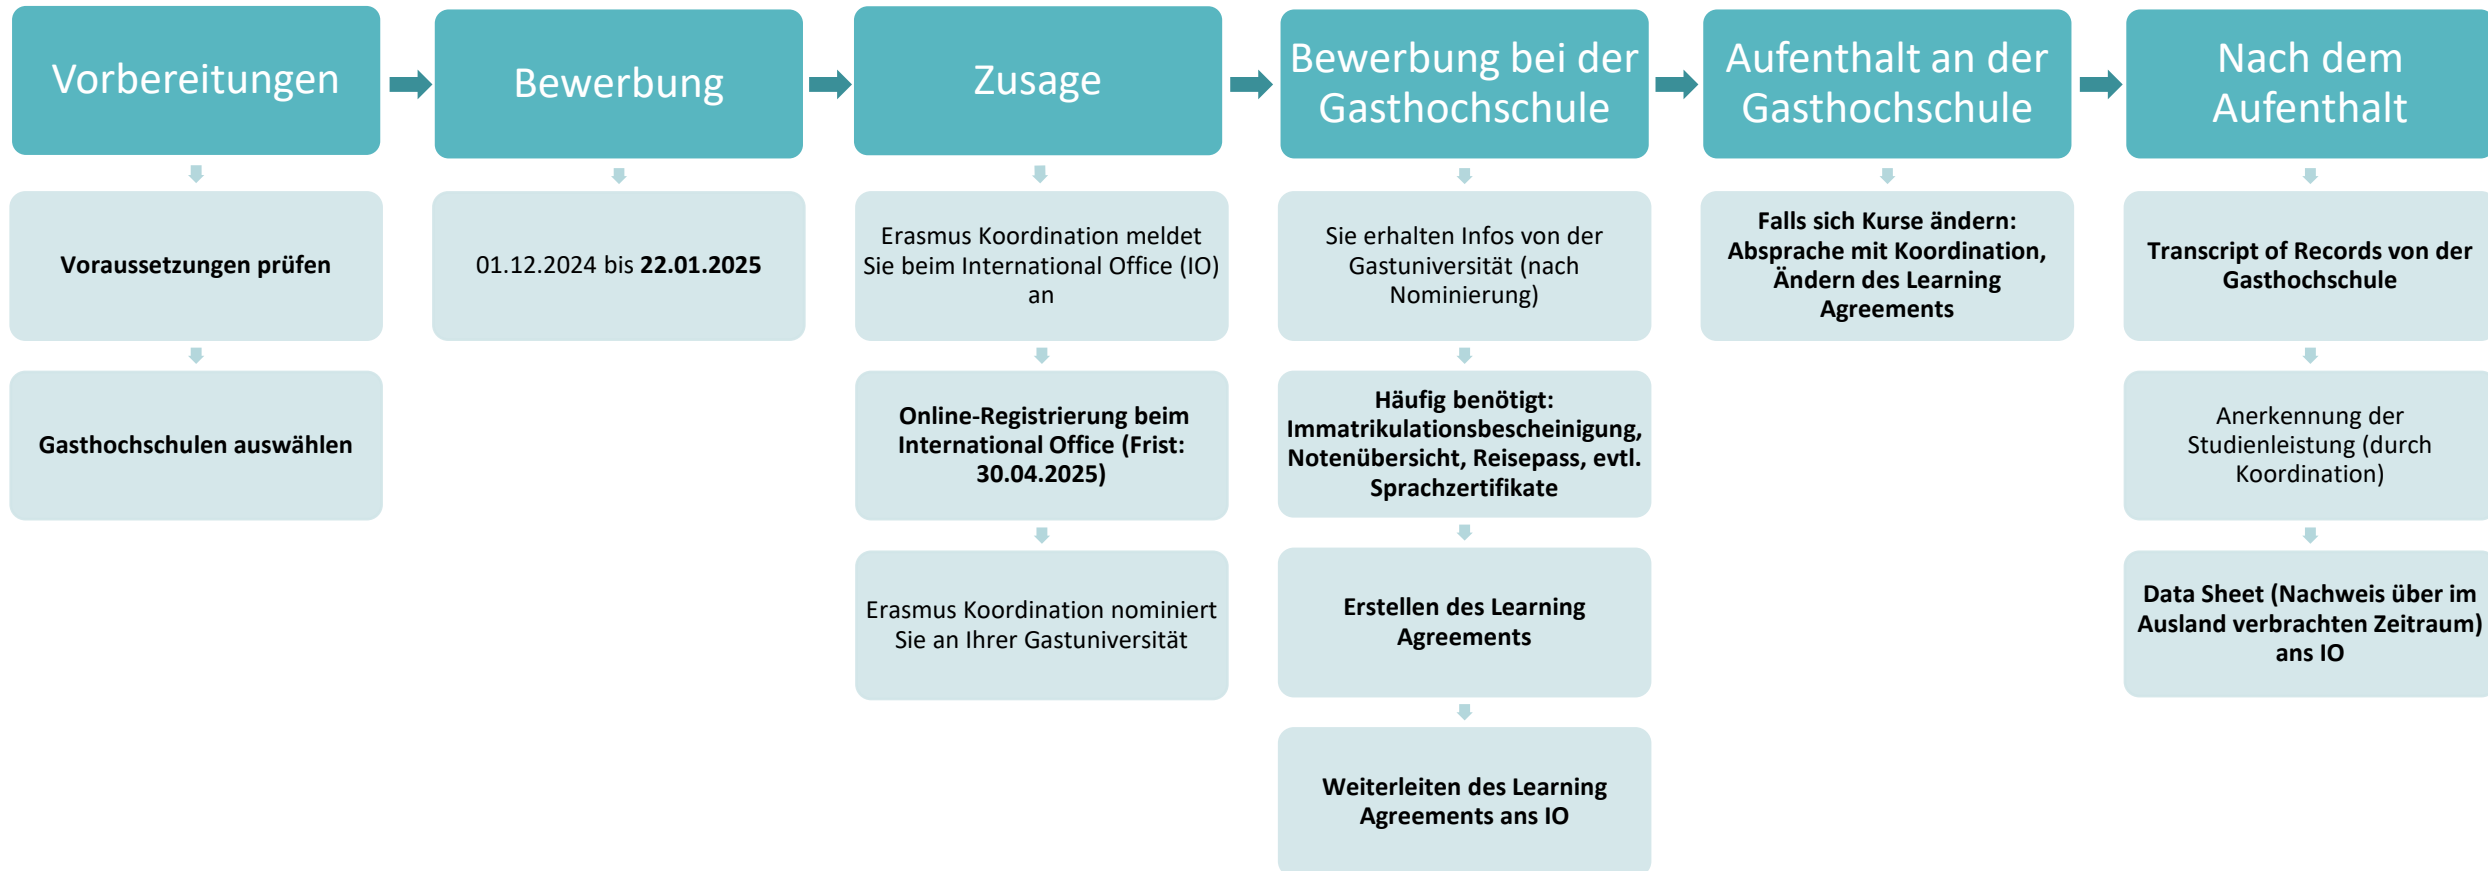 Vorbereitungen
Voraussetzungen prüfen
Gasthochschulen auswählen
Bewerbung
01.12.2024 bis 22.01.2025
Zusage
Erasmus Koordination meldet
Sie beim International Office (IO)
an
Online-Registrierung beim
International Office (Frist:
30.04.2025)
Erasmus Koordination nominiert
Sie an Ihrer Gastuniversität
Bewerbung bei der
Gasthochschule
Sie erhalten Infos von der
Gastuniversität (nach
Nominierung)
Häufig benötigt:
Immatrikulationsbescheinigung,
Notenübersicht, Reisepass, evtl.
Sprachzertifikate
Erstellen des Learning
Agreements
Weiterleiten des Learning
Agreements ans IO
Aufenthalt an der
Gasthochschule
Falls sich Kurse ändern:
Absprache mit Koordination,
Ändern des Learning
Agreements
Nach dem
Aufenthalt
Transcript of Records von der
Gasthochschule
Anerkennung der
Studienleistung (durch
Koordination)
Data Sheet (Nachweis über im
Ausland verbrachten Zeitraum)
ans IO